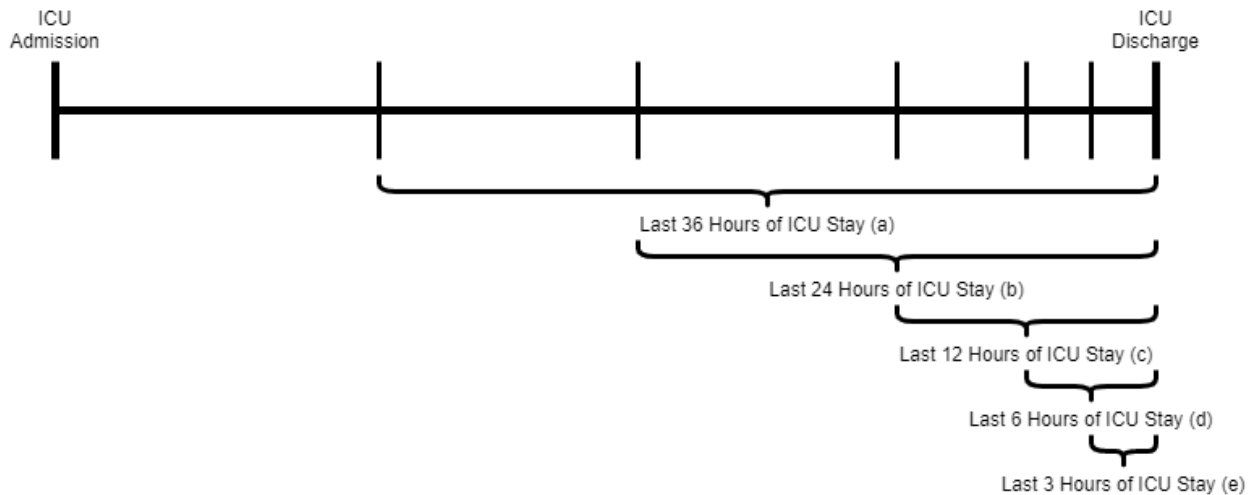 ICU
Admission
ICU
Discharge
Last 36 Hours of ICU Stay (a)
Last 24 Hours of ICU Stay (b)
Last 12 Hours of ICU Stay (c)
Last 6 Hours of ICU Stay (d)
Last 3 Hours of ICU Stay (e)